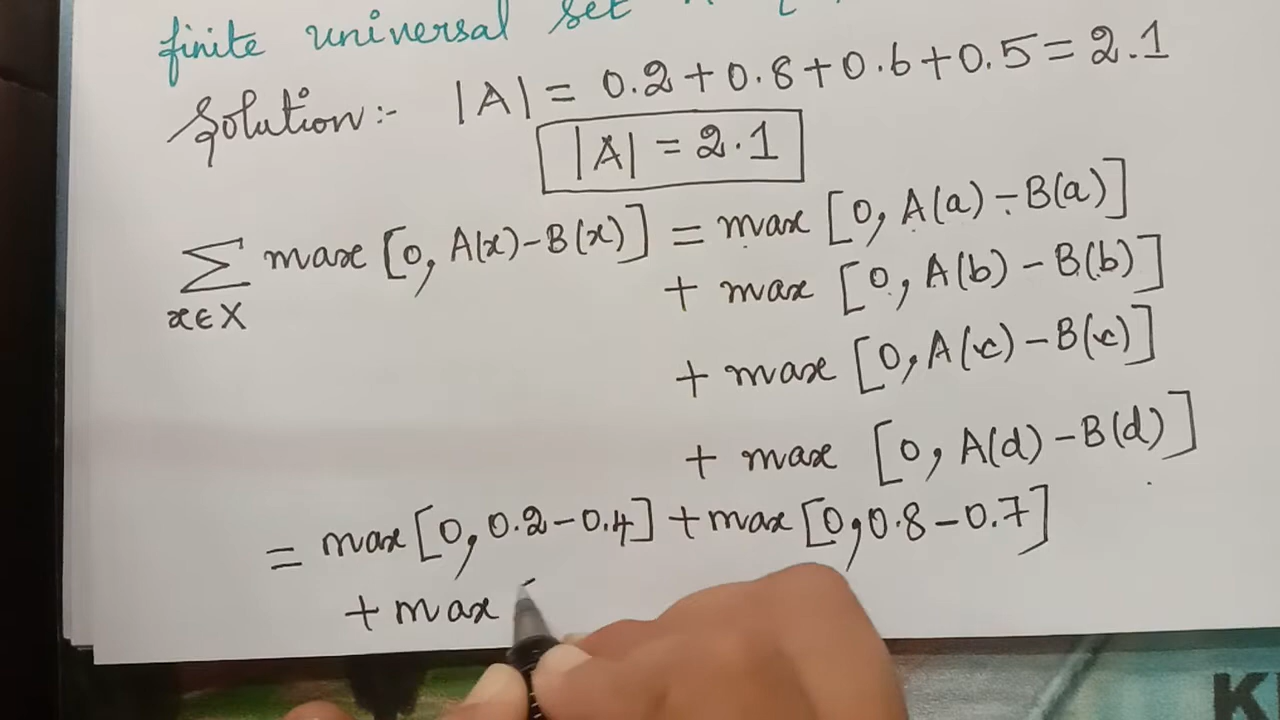 finite universal set
Solution:- |A| = 0.2+0.8+0.6+0.5=2.1
|A| = 2.1
∑ max [0, A(x)-B(x)] = max [0, A(a)-B(a)]
x∈X
+ max [0, A(b)-B(b)]
+ max [0, A(c)-B(c)]
+ max [0, A(d)-B(d)]
= max [0, 0.2-0.4] + max [0, 0.8-0.7]
+ max